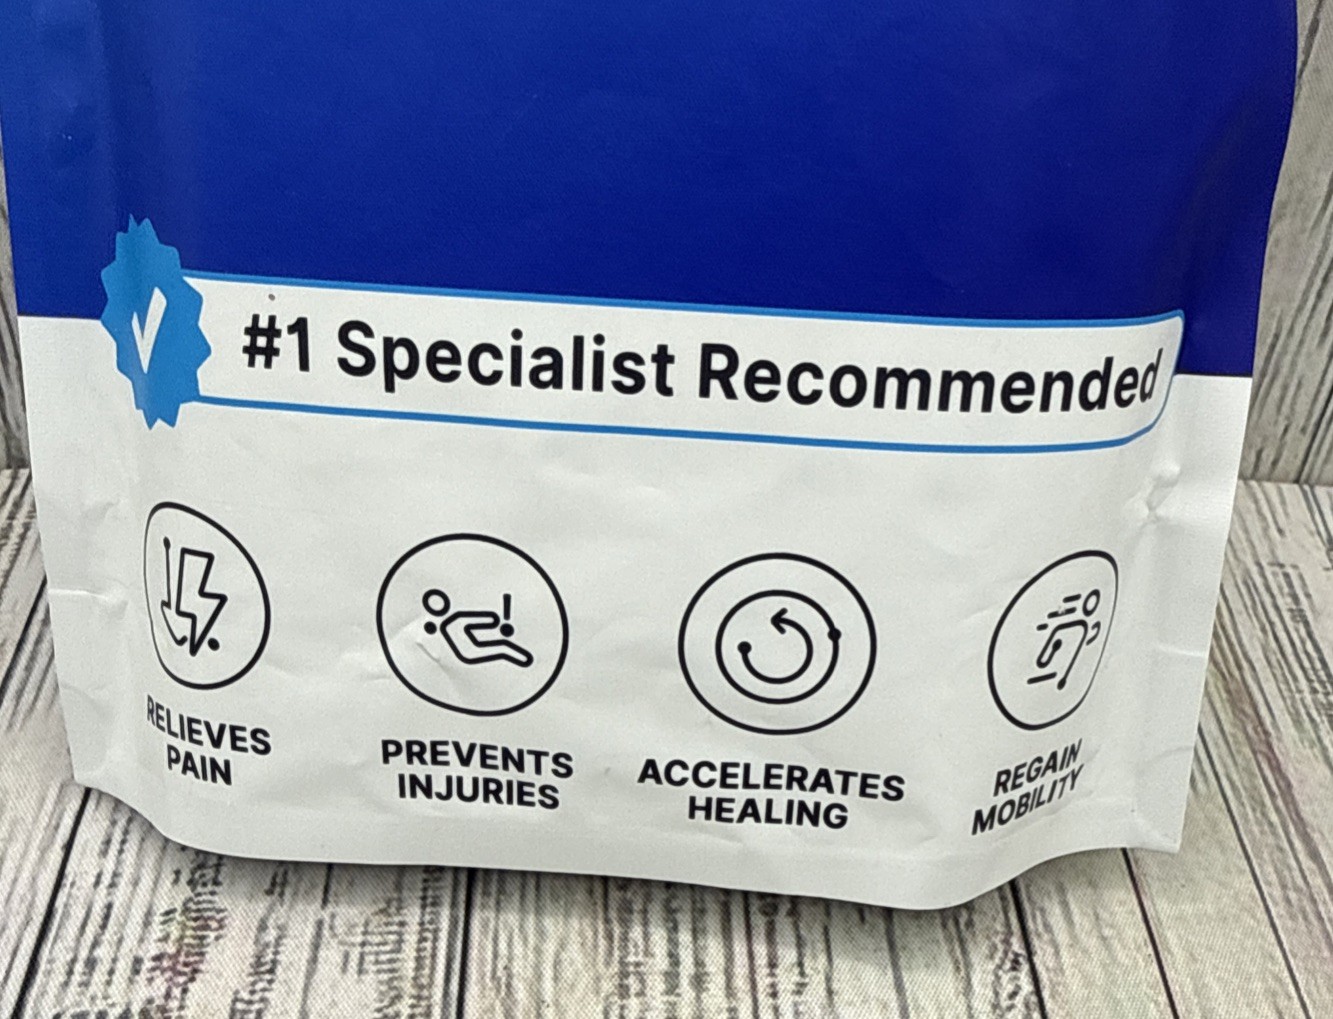 #1 Specialist Recommended
RELIEVES
PAIN
PREVENTS
INJURIES
ACCELERATES
HEALING
REGAIN
MOBILITY